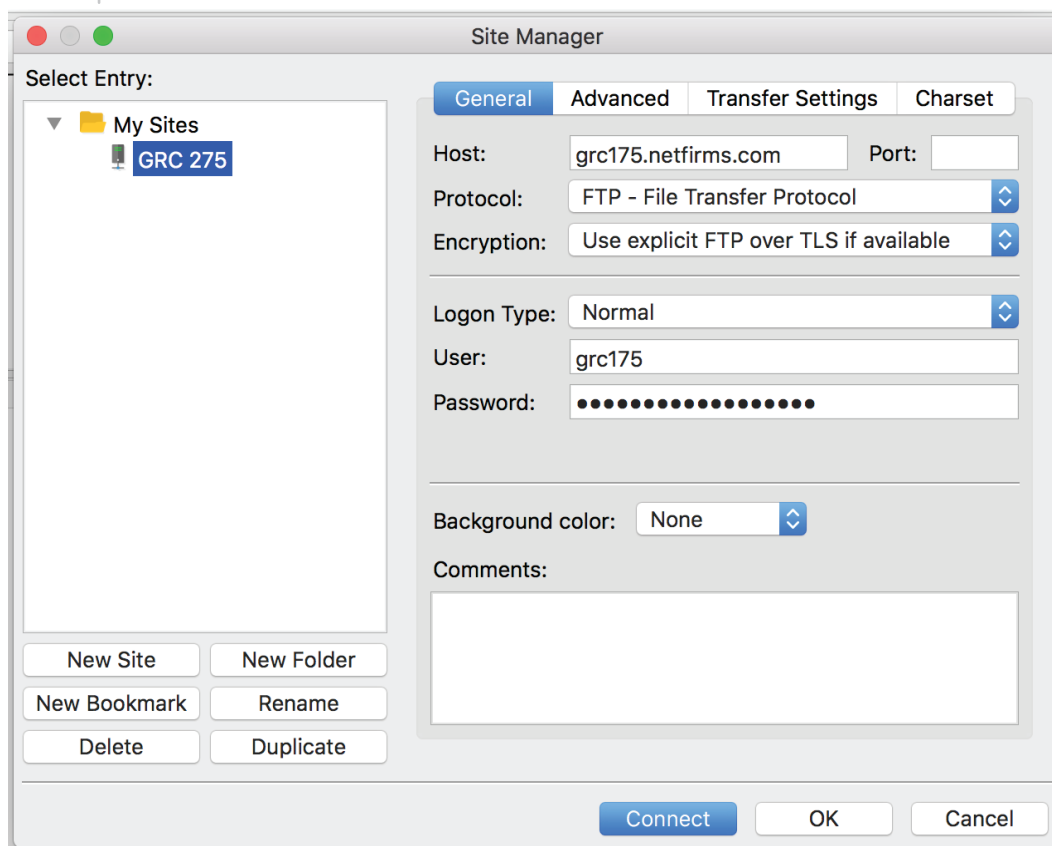 Site Manager
Select Entry:
My Sites
GRC 275
General Advanced Transfer Settings Charset
Host: grc175.netfirms.com Port:
Protocol: FTP - File Transfer Protocol
Encryption: Use explicit FTP over TLS if available
Logon Type: Normal
User: grc175
Password: ••••••••••••••••••
Background color: None
Comments:
New Site New Folder
New Bookmark Rename
Delete Duplicate
Connect OK Cancel